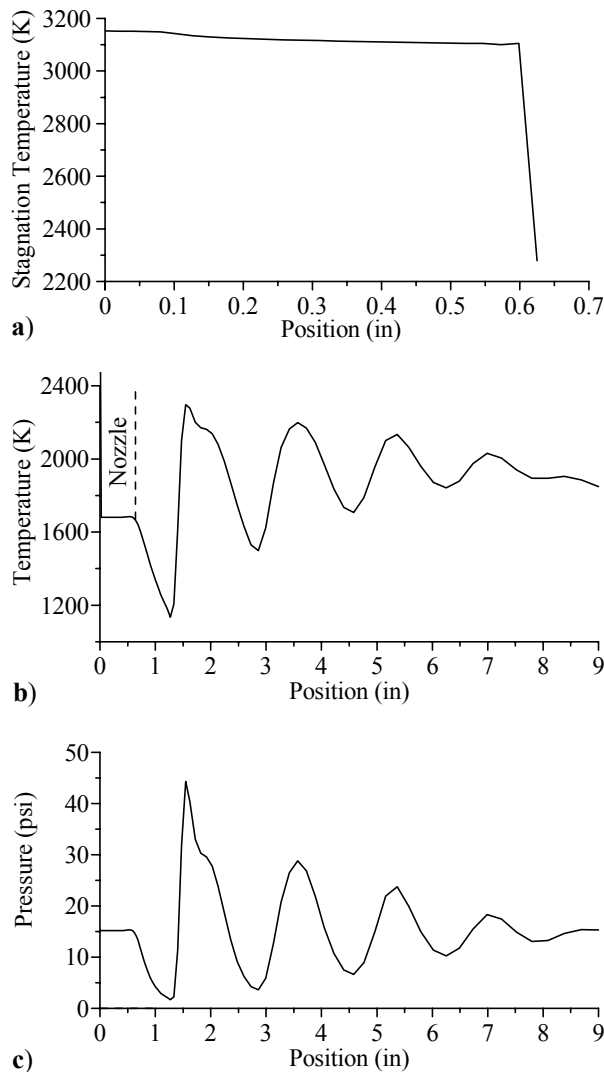 Stagnation Temperature (K)
3200
3000
2800
2600
2400
2200
0 0.1 0.2 0.3 0.4 0.5 0.6 0.7
Position (in)
a)
Temperature (K)
2400
2000
1600
1200
Nozzle
0 1 2 3 4 5 6 7 8 9
Position (in)
b)
Pressure (psi)
50
40
30
20
10
0
0 1 2 3 4 5 6 7 8 9
Position (in)
c)